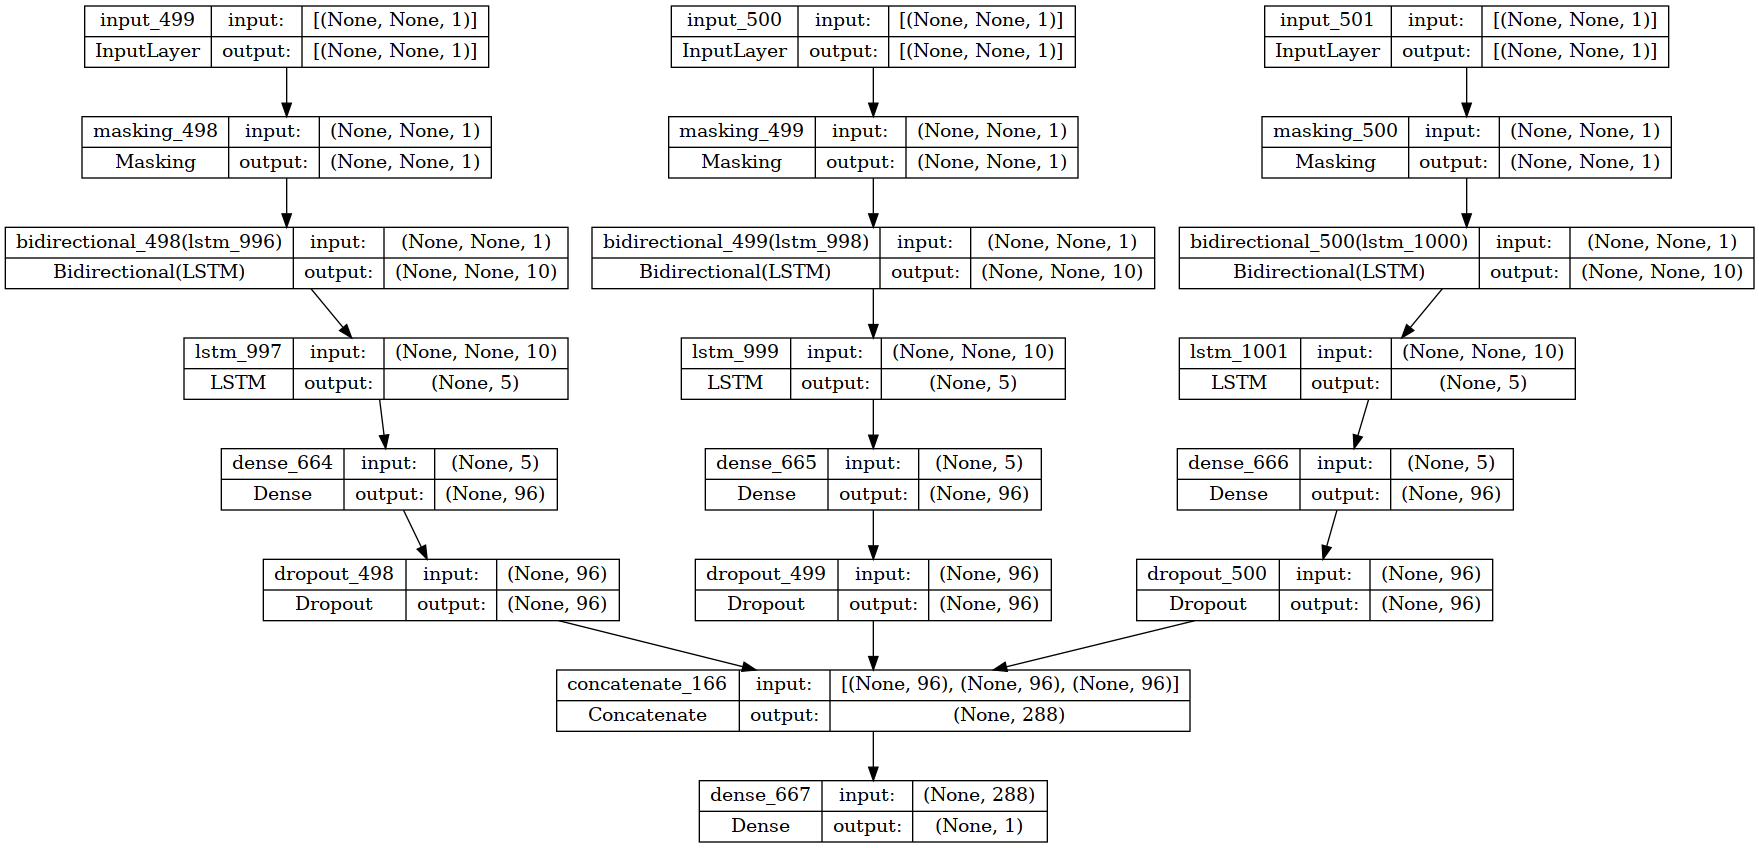 input_499 input: [(None, None, 1)]
InputLayer output: [(None, None, 1)]
input_500 input: [(None, None, 1)]
InputLayer output: [(None, None, 1)]
input_501 input: [(None, None, 1)]
InputLayer output: [(None, None, 1)]
masking_498 input: (None, None, 1)
Masking output: (None, None, 1)
masking_499 input: (None, None, 1)
Masking output: (None, None, 1)
masking_500 input: (None, None, 1)
Masking output: (None, None, 1)
bidirectional_498(lstm_996) input: (None, None, 1)
Bidirectional(LSTM) output: (None, None, 10)
bidirectional_499(lstm_998) input: (None, None, 1)
Bidirectional(LSTM) output: (None, None, 10)
bidirectional_500(lstm_1000) input: (None, None, 1)
Bidirectional(LSTM) output: (None, None, 10)
lstm_997 input: (None, None, 10)
LSTM output: (None, 5)
lstm_999 input: (None, None, 10)
LSTM output: (None, 5)
lstm_1001 input: (None, None, 10)
LSTM output: (None, 5)
dense_664 input: (None, 5)
Dense output: (None, 96)
dense_665 input: (None, 5)
Dense output: (None, 96)
dense_666 input: (None, 5)
Dense output: (None, 96)
dropout_498 input: (None, 96)
Dropout output: (None, 96)
dropout_499 input: (None, 96)
Dropout output: (None, 96)
dropout_500 input: (None, 96)
Dropout output: (None, 96)
concatenate_166 input: [(None, 96), (None, 96), (None, 96)]
Concatenate output: (None, 288)
dense_667 input: (None, 288)
Dense output: (None, 1)